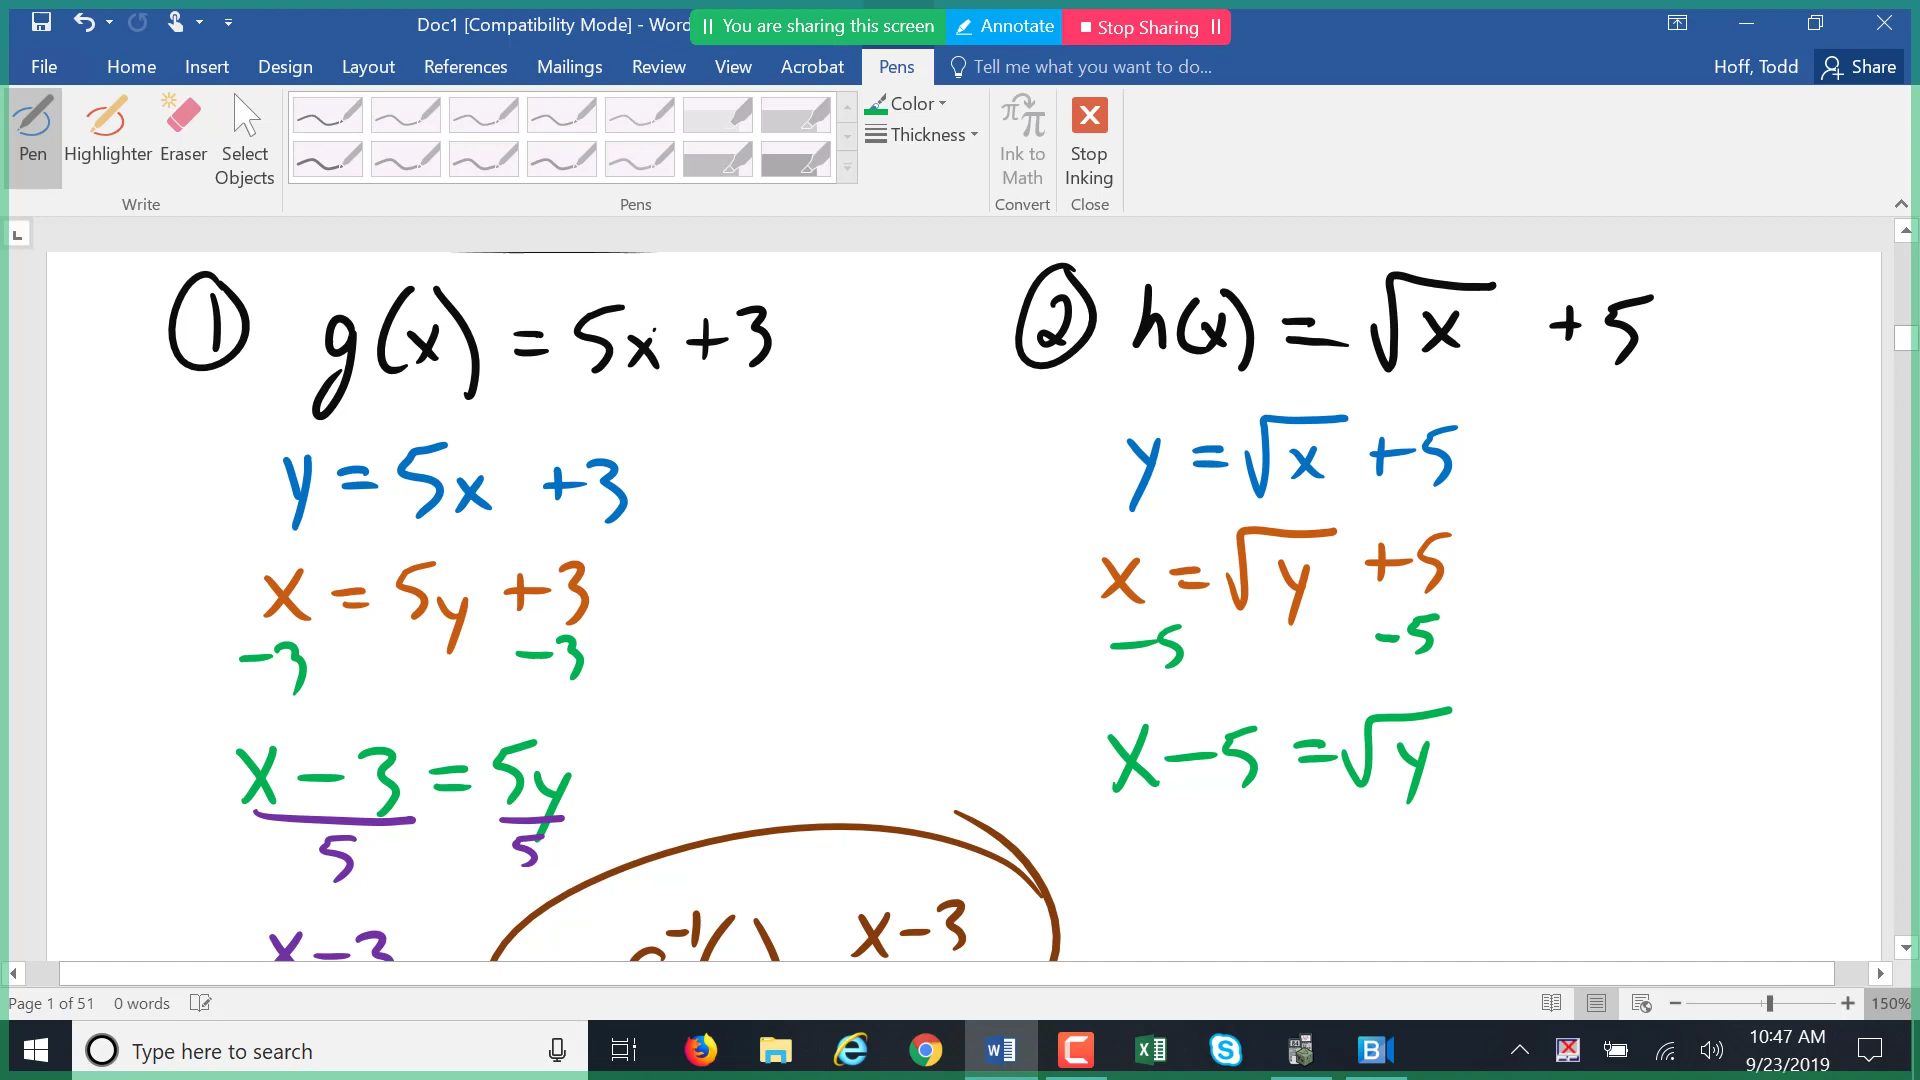 Doc1 [Compatibility Mode] - Word
You are sharing this screen
Annotate
Stop Sharing
File Home Insert Design Layout References Mailings Review View Acrobat Pens Tell me what you want to do... Hoff, Todd Share
Pen Highlighter Eraser Select Objects
Color
Thickness
Ink to Math
Stop Inking
Write Pens Convert Close
① g(x) = 5x + 3
y = 5x + 3
x = 5y + 3
-3 -3
x - 3 = 5y
5 5
x - 3
-1
( )
x - 3
② h(x) = √x + 5
y = √x + 5
x = √y + 5
-5 -5
x - 5 = √y
Page 1 of 51 0 words 150%
Type here to search
10:47 AM
9/23/2019